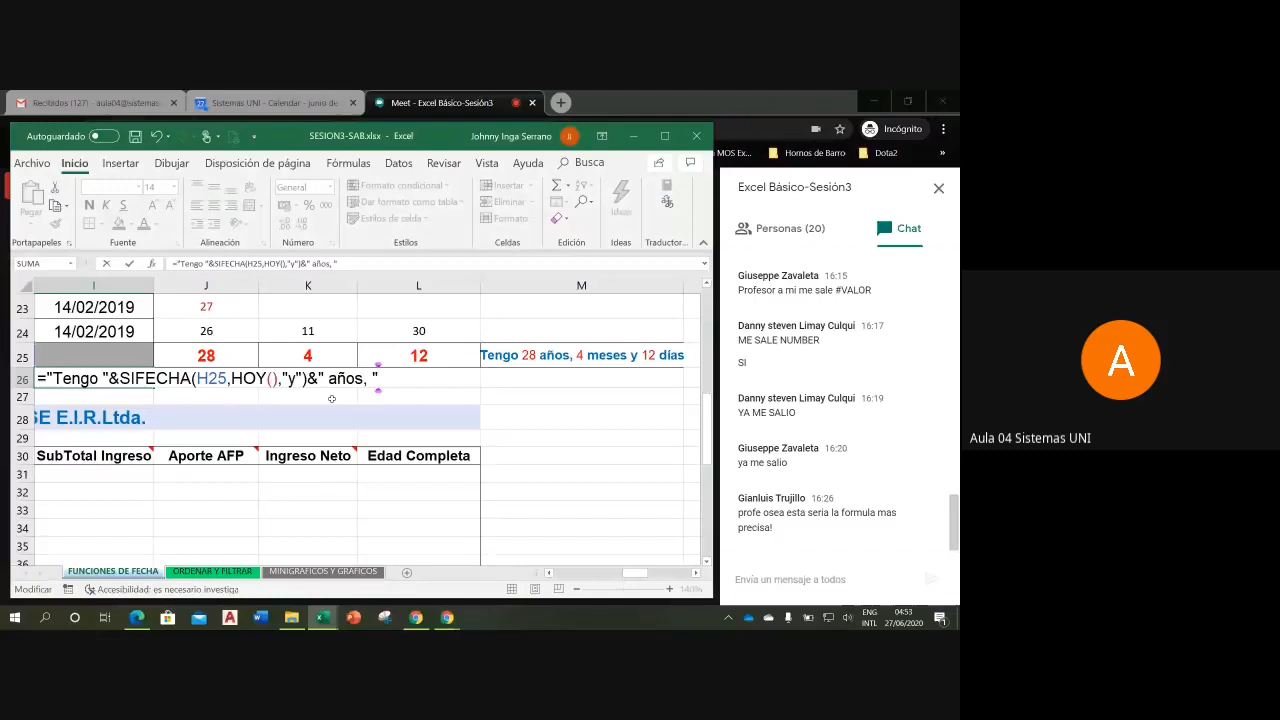 Recibidos (127) - aula04@sistemas
Sistemas UNI - Calendar - junio de
Meet - Excel Básico-Sesión3
Autoguardado
SESION3-SAB.xlsx - Excel
Johnny Inga Serrano
JI
Incógnito
Archivo Inicio Insertar Dibujar Disposición de página Fórmulas Datos Revisar Vista Ayuda Busca
MOS Ex...
Hornos de Barro
Dota2
»
Pegar
14
N K S
General
Formato condicional
Dar formato como tabla
Estilos de celda
Insertar
Eliminar
Formato
Ideas
Portapapeles Fuente Alineación Número Estilos Celdas Edición Ideas Traductor...
SUMA
="Tengo "&SIFECHA(H25,HOY(),"y")&" años, "
I J K L M
23 14/02/2019 27
24 14/02/2019 26 11 30
25 28 4 12 Tengo 28 años, 4 meses y 12 días
26 ="Tengo "&SIFECHA(H25,HOY(),"y")&" años, "
27
28 SE E.I.R.Ltda.
29
30 SubTotal Ingreso Aporte AFP Ingreso Neto Edad Completa
31
32
33
34
35
36
FUNCIONES DE FECHA ORDENAR Y FILTRAR MINIGRAFICOS Y GRAFICOS
Modificar
Accesibilidad: es necesario investiga
140%
Excel Básico-Sesión3
Personas (20)
Chat
Giuseppe Zavaleta 16:15
Profesor a mi me sale #VALOR
Danny steven Limay Culqui 16:17
ME SALE NUMBER
SI
Danny steven Limay Culqui 16:19
YA ME SALIO
Giuseppe Zavaleta 16:20
ya me salio
Gianluis Trujillo 16:26
profe osea esta seria la formula mas
precisa!
Envía un mensaje a todos
ENG
INTL
04:53
27/06/2020
A
Aula 04 Sistemas UNI